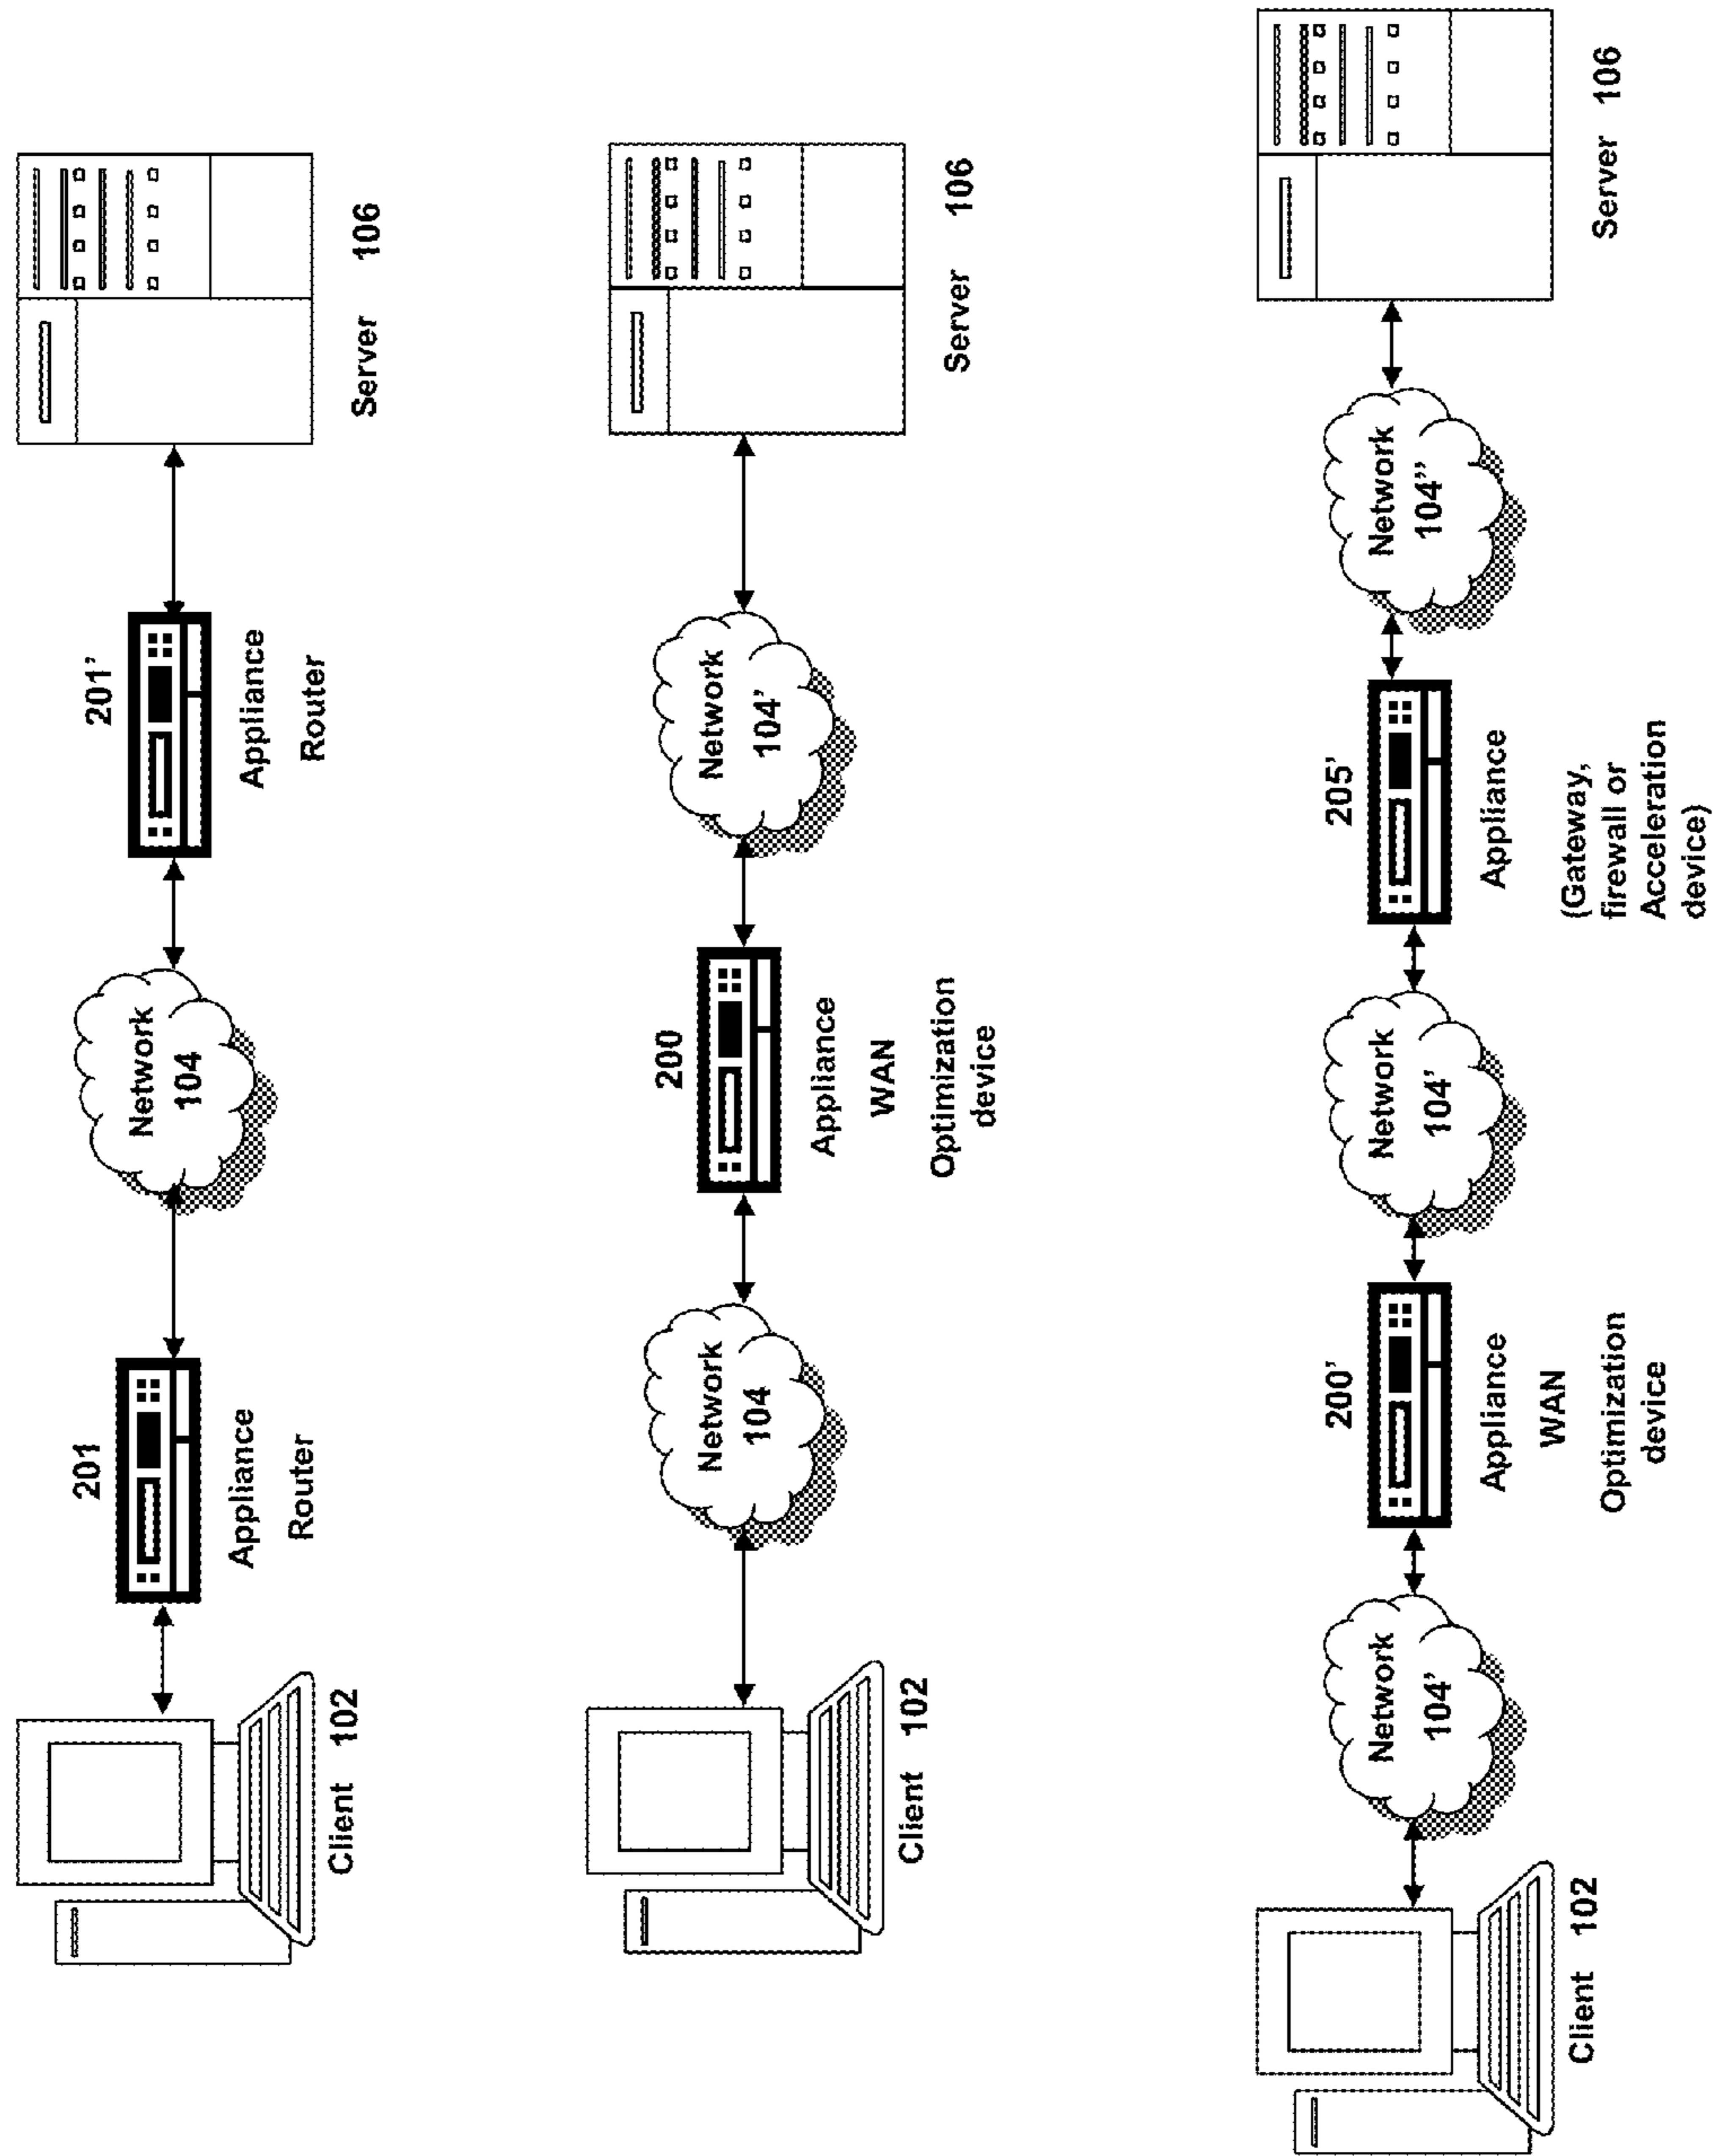 201
Appliance
Router
Network
104
201'
Appliance
Router
Client 102
Server 106
Network
104
200
Appliance
WAN
Optimization
device
Network
104'
Client 102
Server 106
Network
104'
200'
Appliance
WAN
Optimization
device
Network
104'
205'
Appliance
(Gateway,
firewall or
Acceleration
device)
Network
104''
Client 102
Server 106